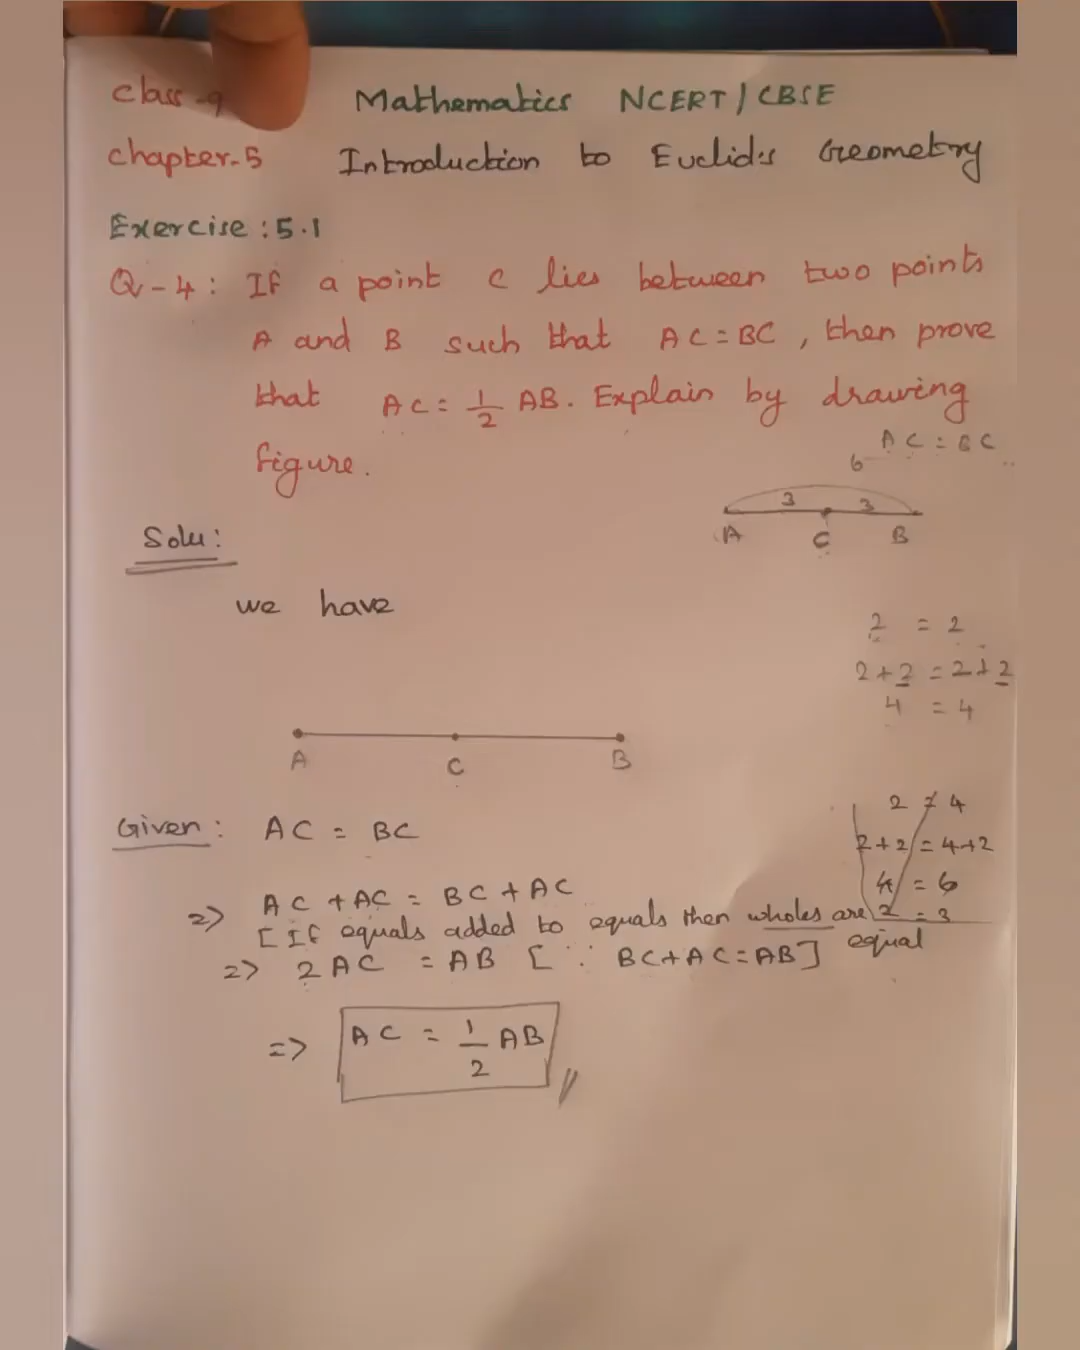 Class-9 Mathematics NCERT/CBSE
Chapter-5 Introduction to Euclid's Geometry
Exercise: 5.1
Q-4: If a point C lies between two points
A and B such that AC = BC, then prove
that AC = 1/2 AB. Explain by drawing
figure.
AC = BC
6
3 3
A C B
Solu:
we have
2 = 2
2+2 = 2+2
4 = 4
A C B
2 ≠ 4
2+2 = 4+2
4 = 6
2 = 3
Given: AC = BC
=> AC + AC = BC + AC
[If equals added to equals then wholes are
equal
=> 2AC = AB [∵ BC+AC=AB]
=> AC = 1/2 AB